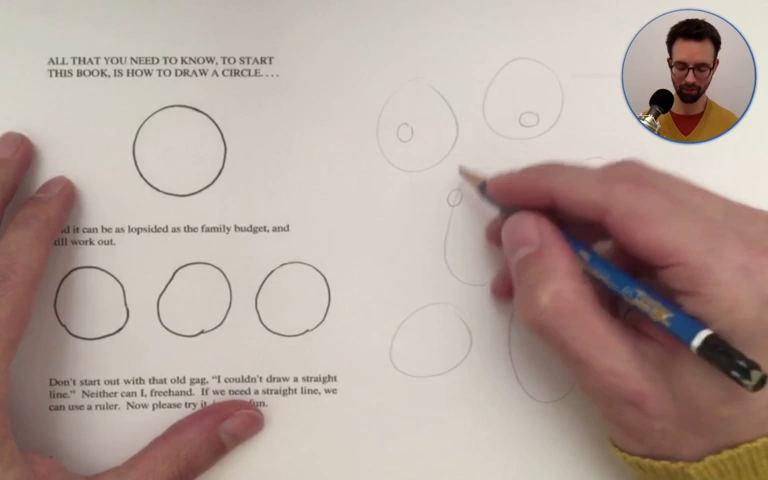 ALL THAT YOU NEED TO KNOW, TO START
THIS BOOK, IS HOW TO DRAW A CIRCLE. . . .
it can be as lopsided as the family budget, and
work out.
Don't start out with that old gag, "I couldn't draw a straight
line." Neither can I, freehand. If we need a straight line, we
can use a ruler. Now please try it